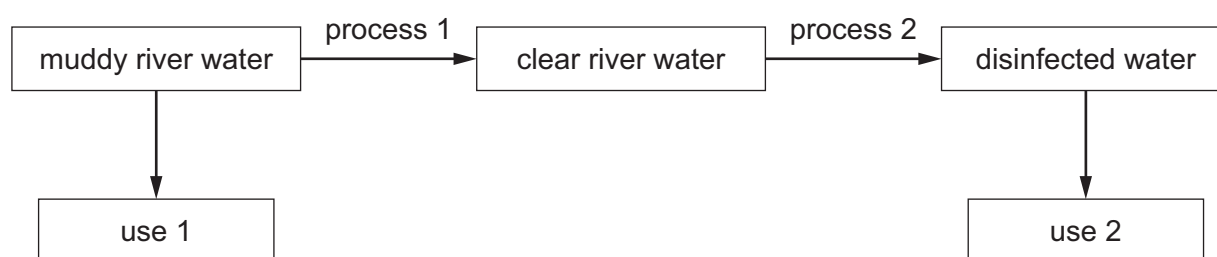 process 1
process 2
muddy river water
clear river water
disinfected water
use 1
use 2